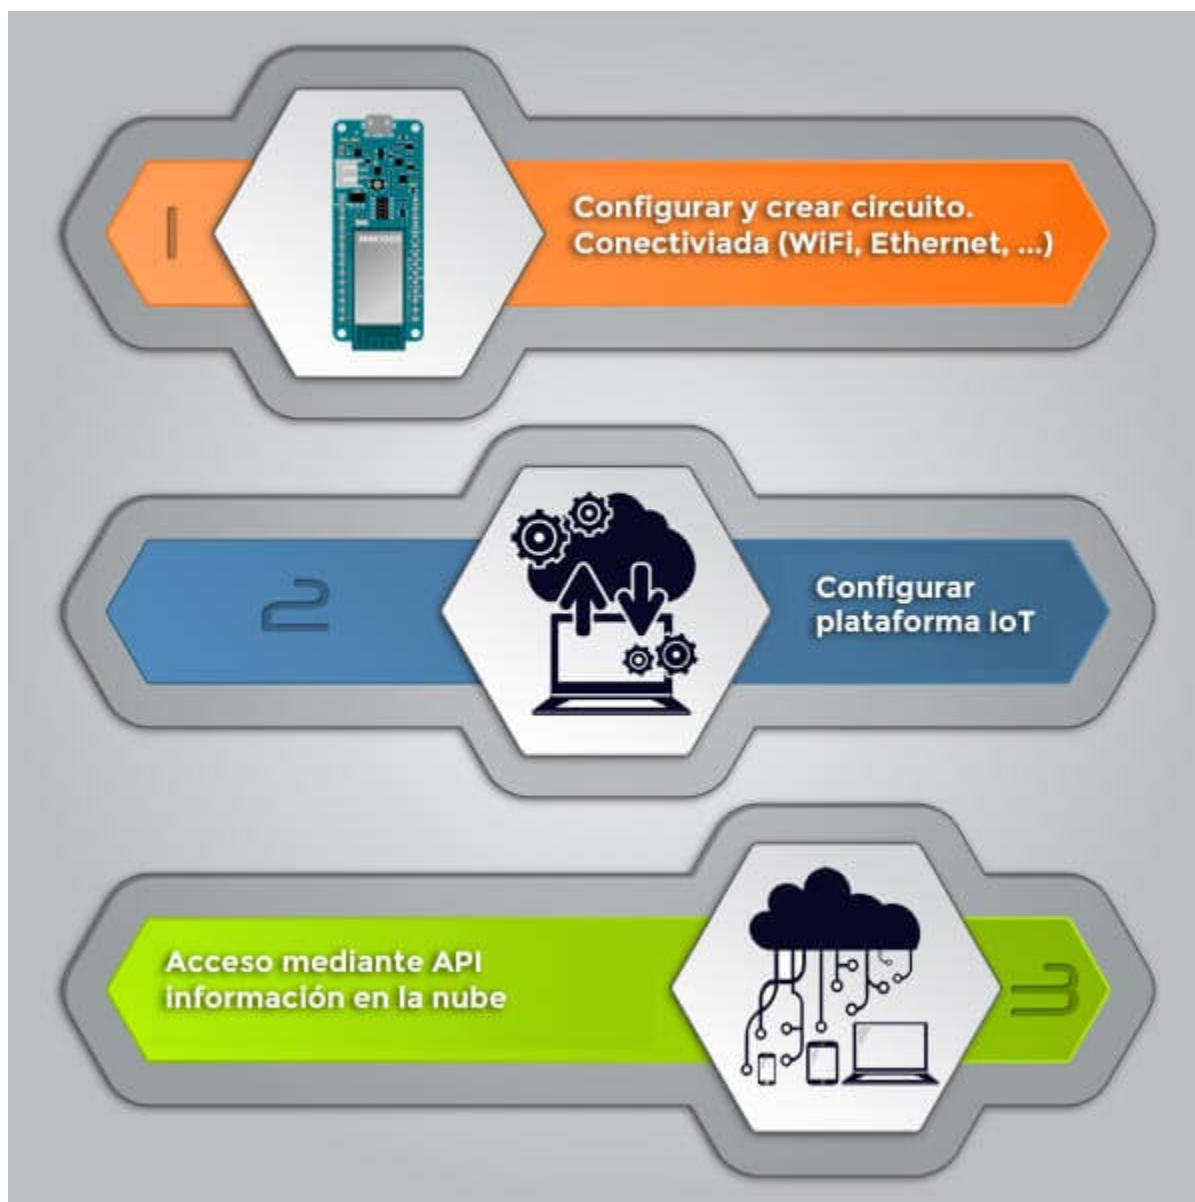 1
Configurar y crear circuito.
Conectiviada (WiFi, Ethernet, ...)
2
Configurar
plataforma IoT
Acceso mediante API
información en la nube
3